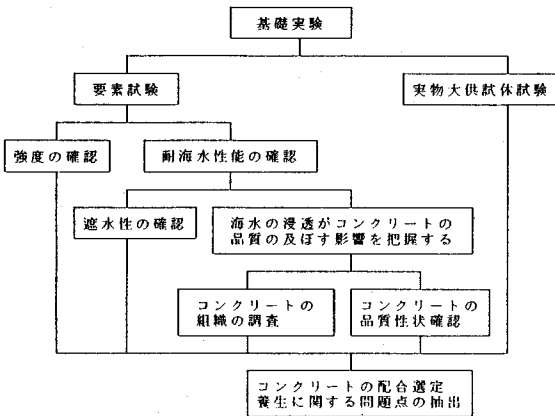 基礎実験
要素試験
実物大供試体試験
強度の確認
耐海水性能の確認
遮水性の確認
海水の浸透がコンクリートの
品質の及ぼす影響を把握する
コンクリートの
組織の調査
コンクリートの
品質性状確認
コンクリートの配合選定
養生に関する問題点の抽出